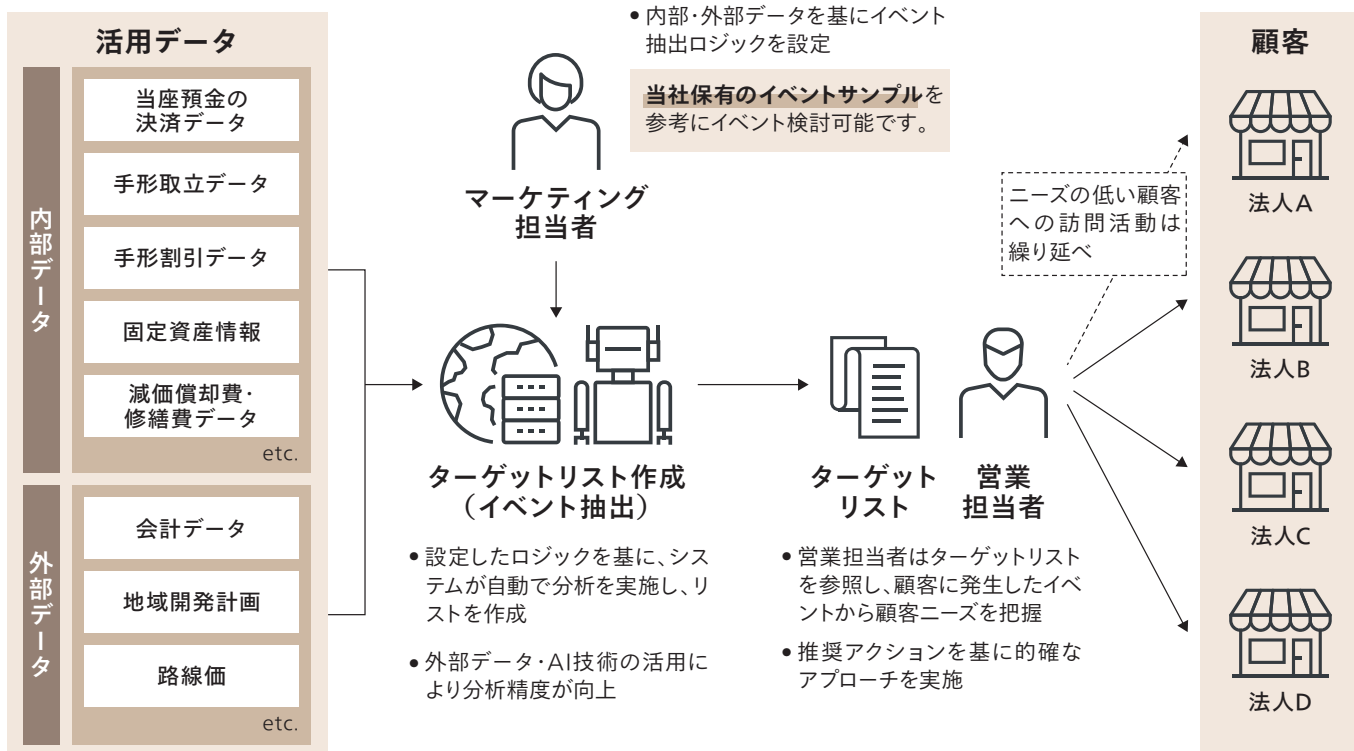 活用データ
内部データ
当座預金の
決済データ
手形取立データ
手形割引データ
固定資産情報
減価償却費・
修繕費データ
etc.
外部データ
会計データ
地域開発計画
路線価
etc.
マーケティング
担当者
• 内部・外部データを基にイベント
抽出ロジックを設定
当社保有のイベントサンプルを
参考にイベント検討可能です。
ターゲットリスト作成
（イベント抽出）
• 設定したロジックを基に、シス
テムが自動で分析を実施し、リ
ストを作成
• 外部データ・AI技術の活用に
より分析精度が向上
ターゲット
リスト
営業
担当者
• 営業担当者はターゲットリスト
を参照し、顧客に発生したイベ
ントから顧客ニーズを把握
• 推奨アクションを基に的確な
アプローチを実施
ニーズの低い顧客
への訪問活動は
繰り延べ
顧客
法人A
法人B
法人C
法人D